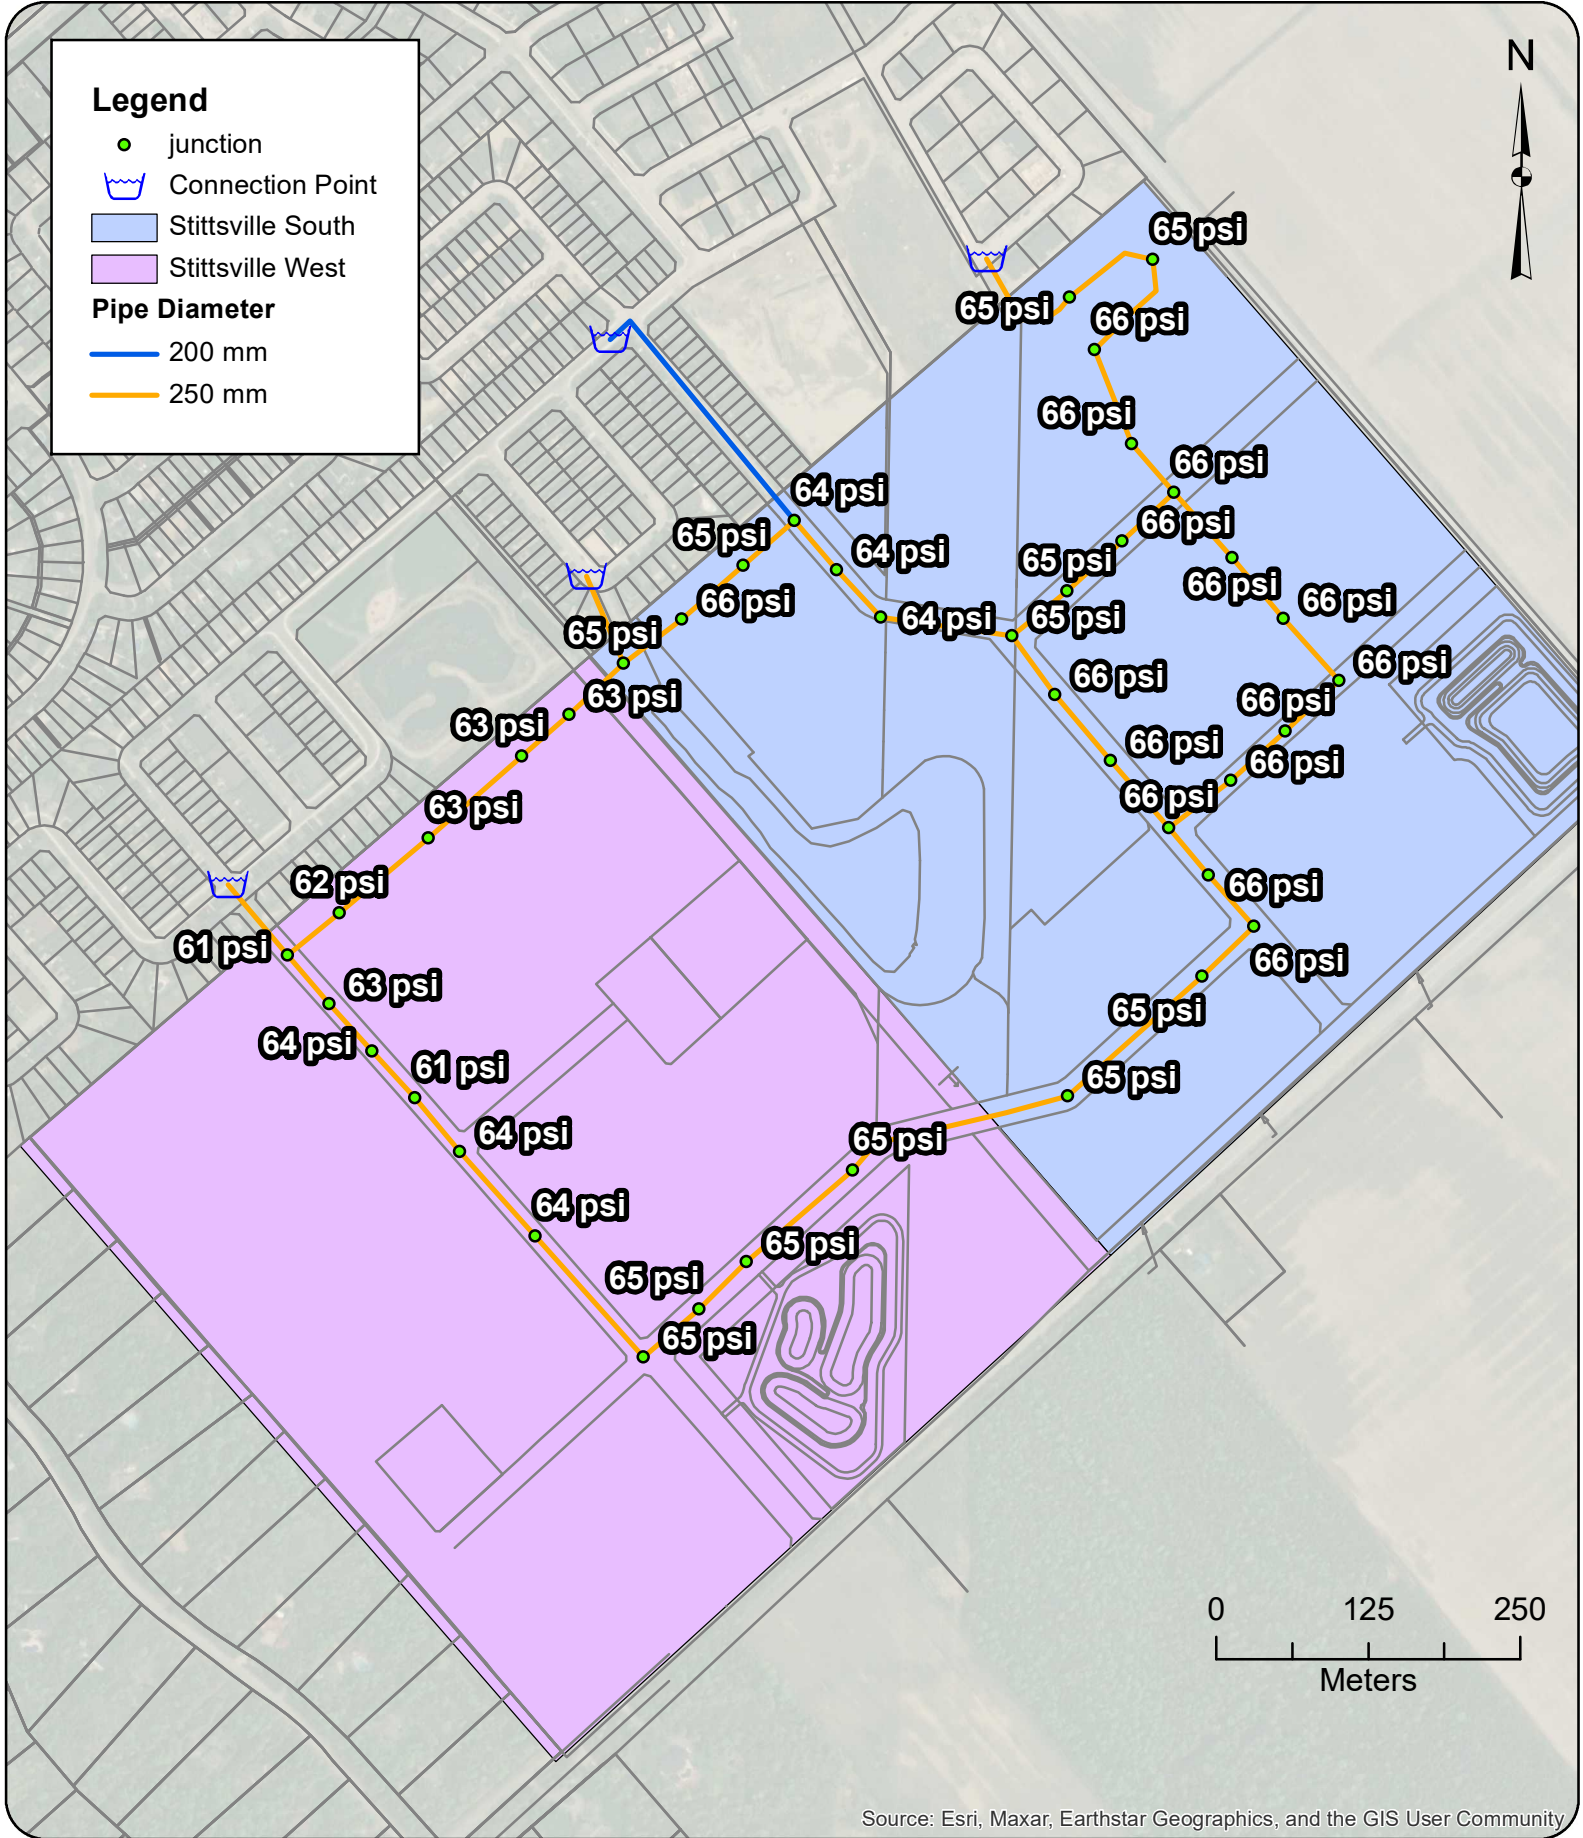 Legend
junction
Connection Point
Stittsville South
Stittsville West
Pipe Diameter
200 mm
250 mm
N
65 psi
65 psi
66 psi
66 psi
66 psi
64 psi
66 psi
65 psi
64 psi
65 psi
66 psi
66 psi
66 psi
64 psi
65 psi
65 psi
66 psi
66 psi
63 psi
66 psi
63 psi
66 psi
66 psi
66 psi
63 psi
62 psi
66 psi
61 psi
66 psi
63 psi
65 psi
64 psi
61 psi
65 psi
64 psi
65 psi
64 psi
65 psi
65 psi
65 psi
0 125 250
Meters
Source: Esri, Maxar, Earthstar Geographics, and the GIS User Community